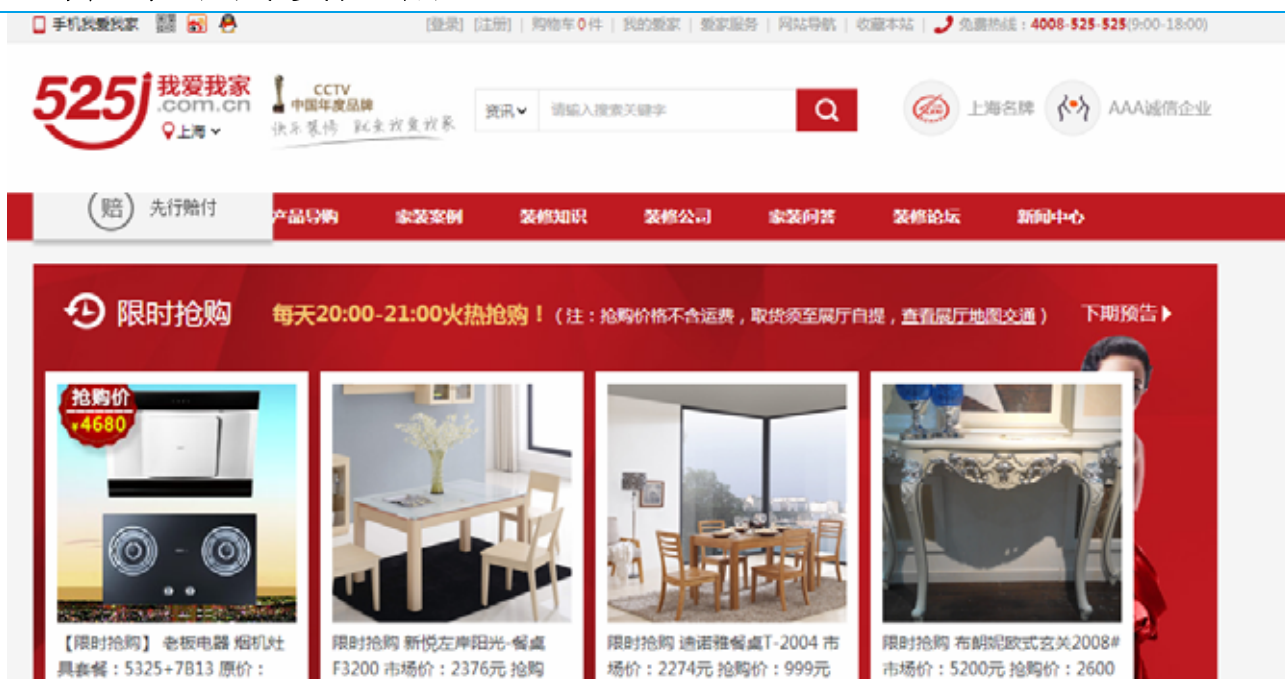 手机我爱我家
[登录] [注册] | 购物车 0 件 | 我的爱家 | 爱家服务 | 网站导航 | 收藏本站 | 免费热线：4008-525-525(9:00-18:00)
525j 我爱我家
.com.cn
上海
CCTV
中国年度品牌
快乐装修 就来我爱我家
资讯 请输入搜索关键字
上海名牌 AAA诚信企业
赔 先行赔付
产品导购 家装案例 装修知识 装修公司 家装问答 装修论坛 新闻中心
限时抢购 每天20:00-21:00火热抢购！（注：抢购价格不含运费，取货须至展厅自提，查看展厅地图交通） 下期预告
抢购价
¥4680
【限时抢购】 老板电器 烟机灶
具套餐：5325+7B13 原价：
限时抢购 新悦左岸阳光-餐桌
F3200 市场价：2376元 抢购
限时抢购 迪诺雅餐桌T-2004 市
场价：2274元 抢购价：999元
限时抢购 布朗妮欧式玄关2008#
市场价：5200元 抢购价：2600